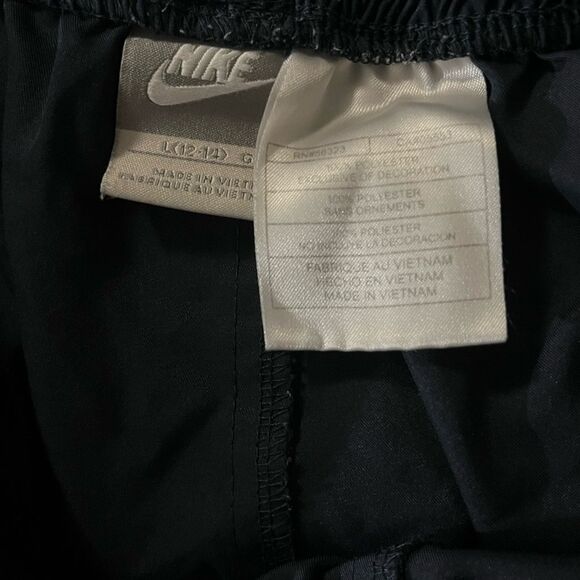 NIKE
L(12-14) G
MADE IN VIET
FABRIQUE AU VIET
RN#56323
100% POLYESTER
EXCLUSIVE OF DECORATION
100% POLYESTER
SANS ORNEMENTS
100% POLIESTER
NO INCLUYE LA DECORACION
FABRIQUE AU VIETNAM
HECHO EN VIETNAM
MADE IN VIETNAM